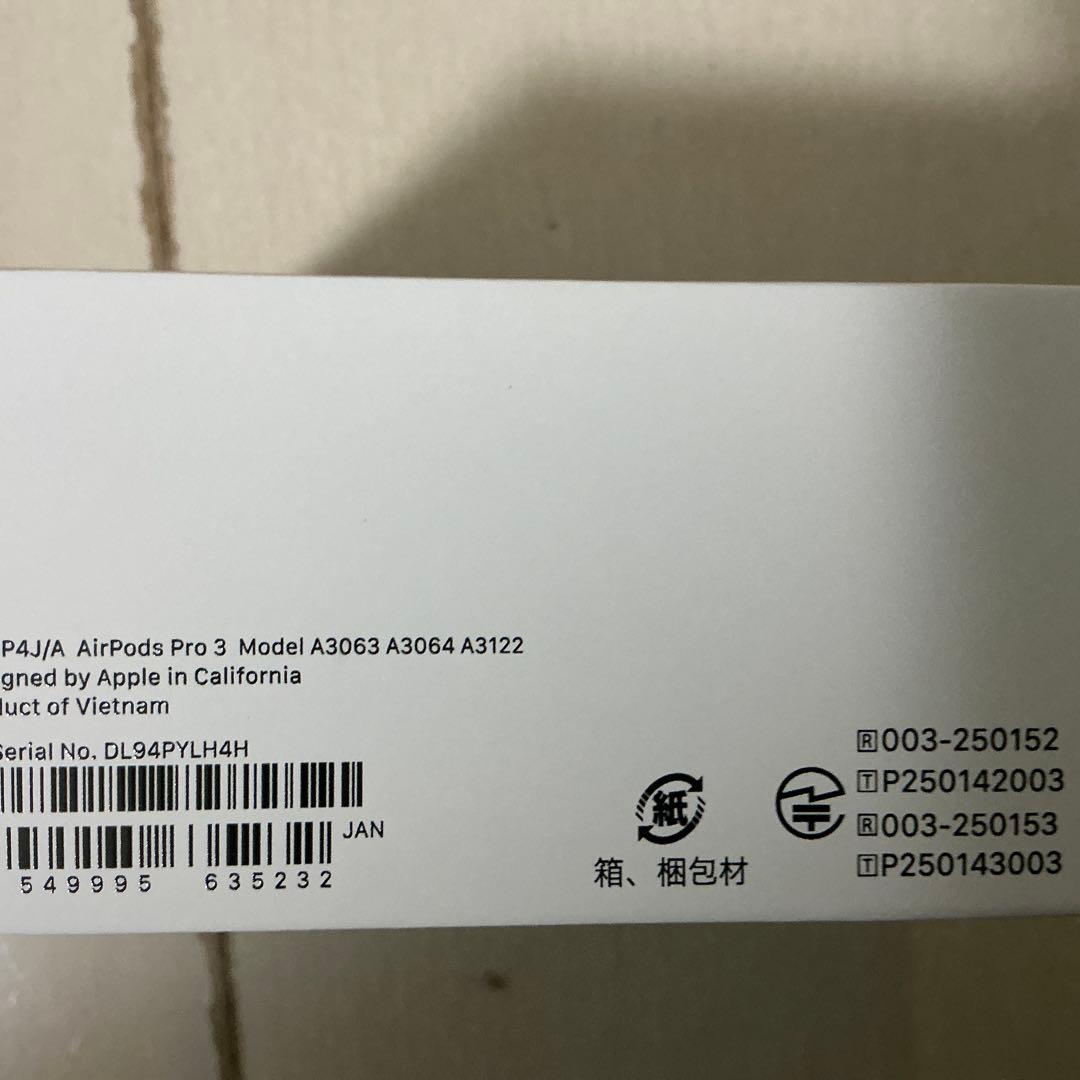 P4J/A AirPods Pro 3 Model A3063 A3064 A3122
gned by Apple in California
duct of Vietnam
Serial No. DL94PYLH4H
JAN
549995 635232
紙
箱、梱包材
R003-250152
TP250142003
R003-250153
TP250143003